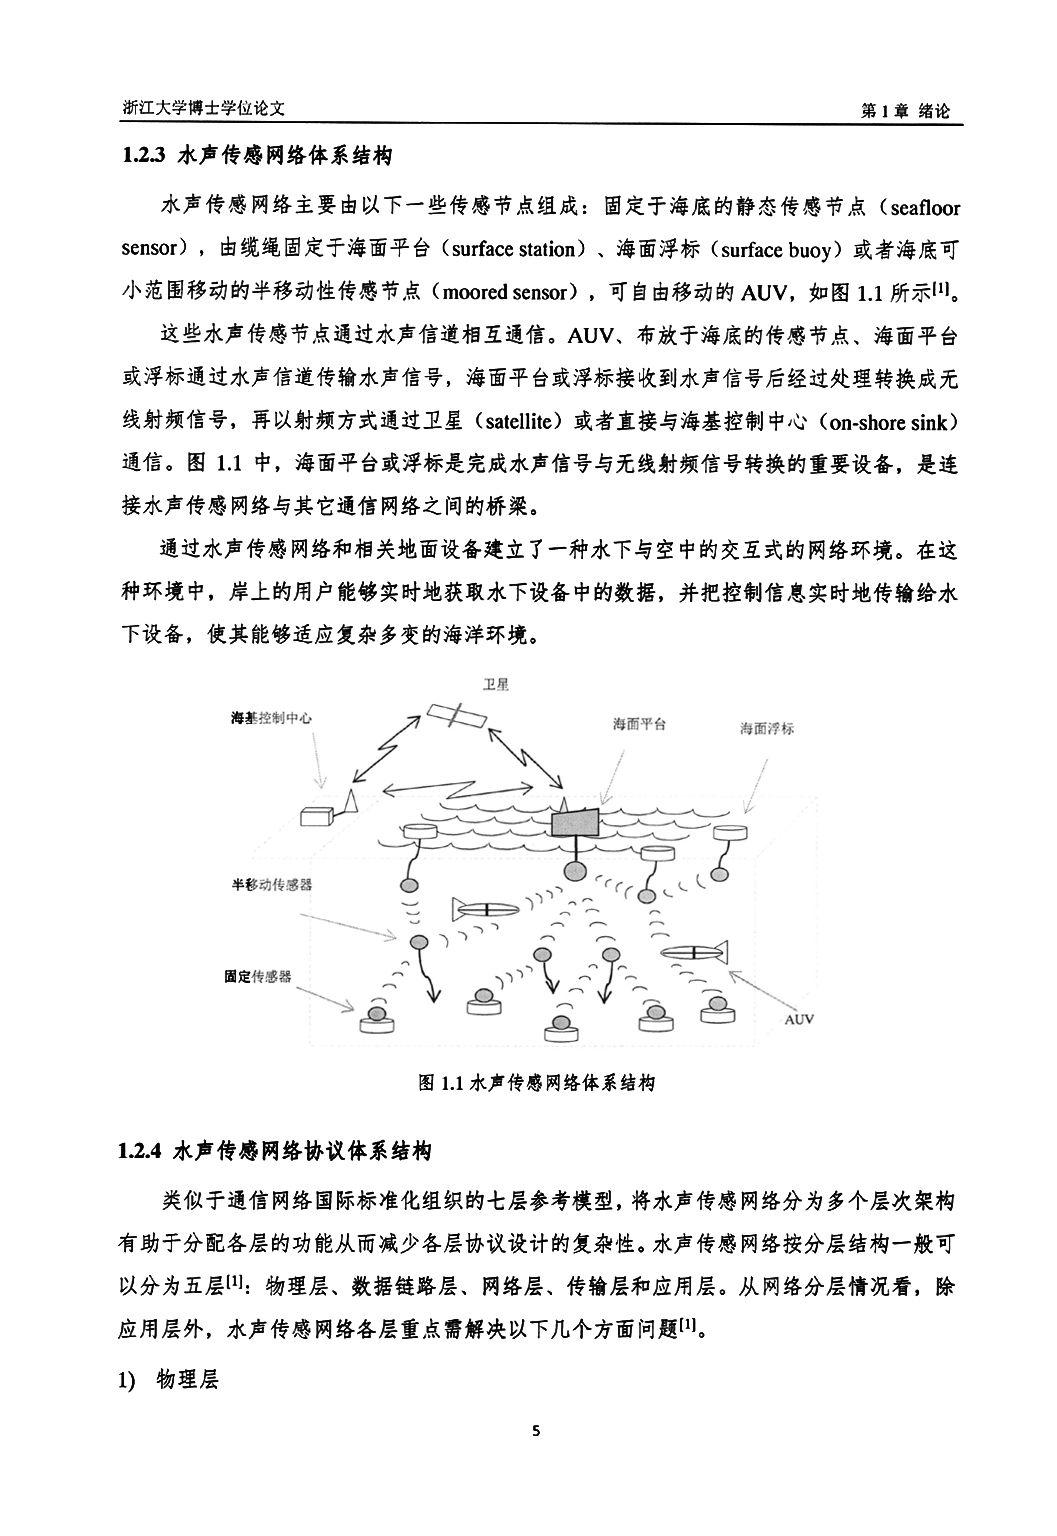 浙江大学博士学位论文
第 1 章 绪论
1.2.3 水声传感网络体系结构
水声传感网络主要由以下一些传感节点组成：固定于海底的静态传感节点（seafloor
sensor），由缆绳固定于海面平台（surface station）、海面浮标（surface buoy）或者海底可
小范围移动的半移动性传感节点（moored sensor），可自由移动的 AUV，如图 1.1 所示[1]。
这些水声传感节点通过水声信道相互通信。AUV、布放于海底的传感节点、海面平台
或浮标通过水声信道传输水声信号，海面平台或浮标接收到水声信号后经过处理转换成无
线射频信号，再以射频方式通过卫星（satellite）或者直接与海基控制中心（on-shore sink）
通信。图 1.1 中，海面平台或浮标是完成水声信号与无线射频信号转换的重要设备，是连
接水声传感网络与其它通信网络之间的桥梁。
通过水声传感网络和相关地面设备建立了一种水下与空中的交互式的网络环境。在这
种环境中，岸上的用户能够实时地获取水下设备中的数据，并把控制信息实时地传输给水
下设备，使其能够适应复杂多变的海洋环境。
卫星
海基控制中心
海面平台
海面浮标
半移动传感器
固定传感器
AUV
图 1.1 水声传感网络体系结构
1.2.4 水声传感网络协议体系结构
类似于通信网络国际标准化组织的七层参考模型，将水声传感网络分为多个层次架构
有助于分配各层的功能从而减少各层协议设计的复杂性。水声传感网络按分层结构一般可
以分为五层[1]：物理层、数据链路层、网络层、传输层和应用层。从网络分层情况看，除
应用层外，水声传感网络各层重点需解决以下几个方面问题[1]。
1) 物理层
5